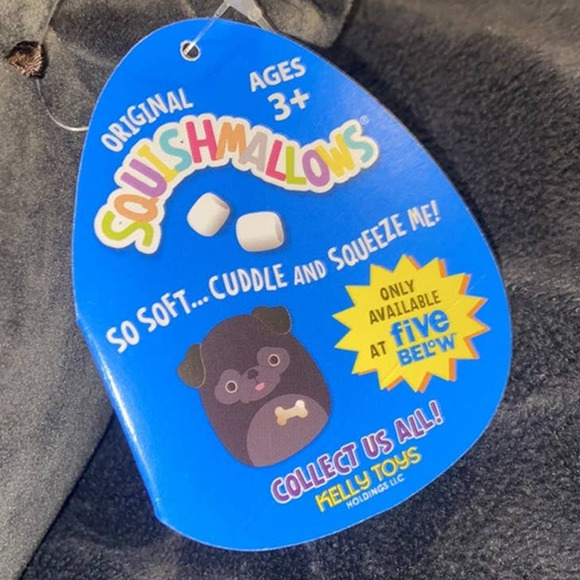 ORIGINAL
AGES
3+
SQUISHMALLOWS®
SO SOFT... CUDDLE AND SQUEEZE ME!
ONLY
AVAILABLE
AT five
BELOW
COLLECT US ALL!
KELLY TOYS
HOLDINGS LLC